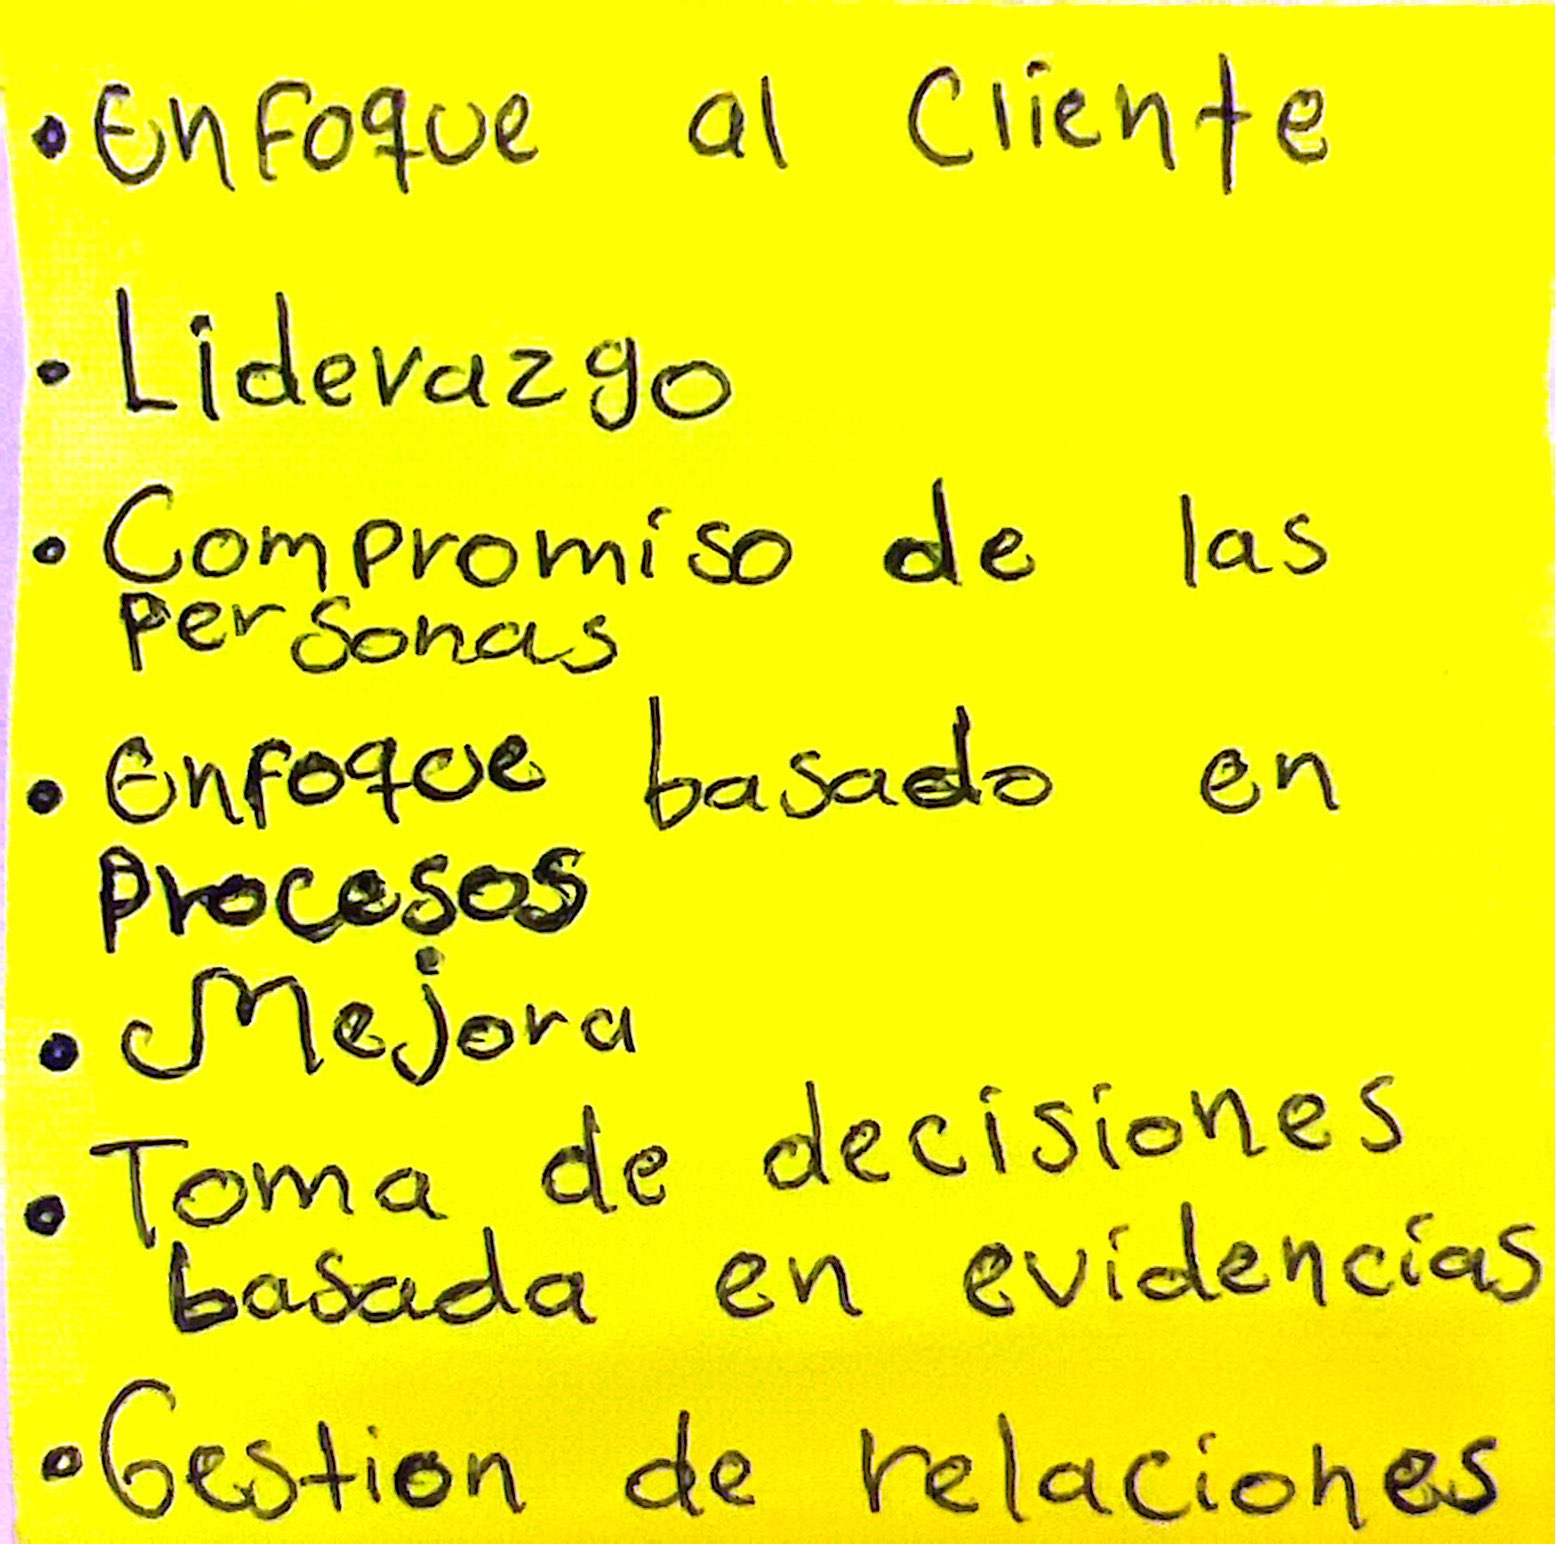 • Enfoque al Cliente
• Liderazgo
• Compromiso de las
personas
• Enfoque basado en
procesos
• Mejora
• Toma de decisiones
basada en evidencias
• Gestion de relaciones